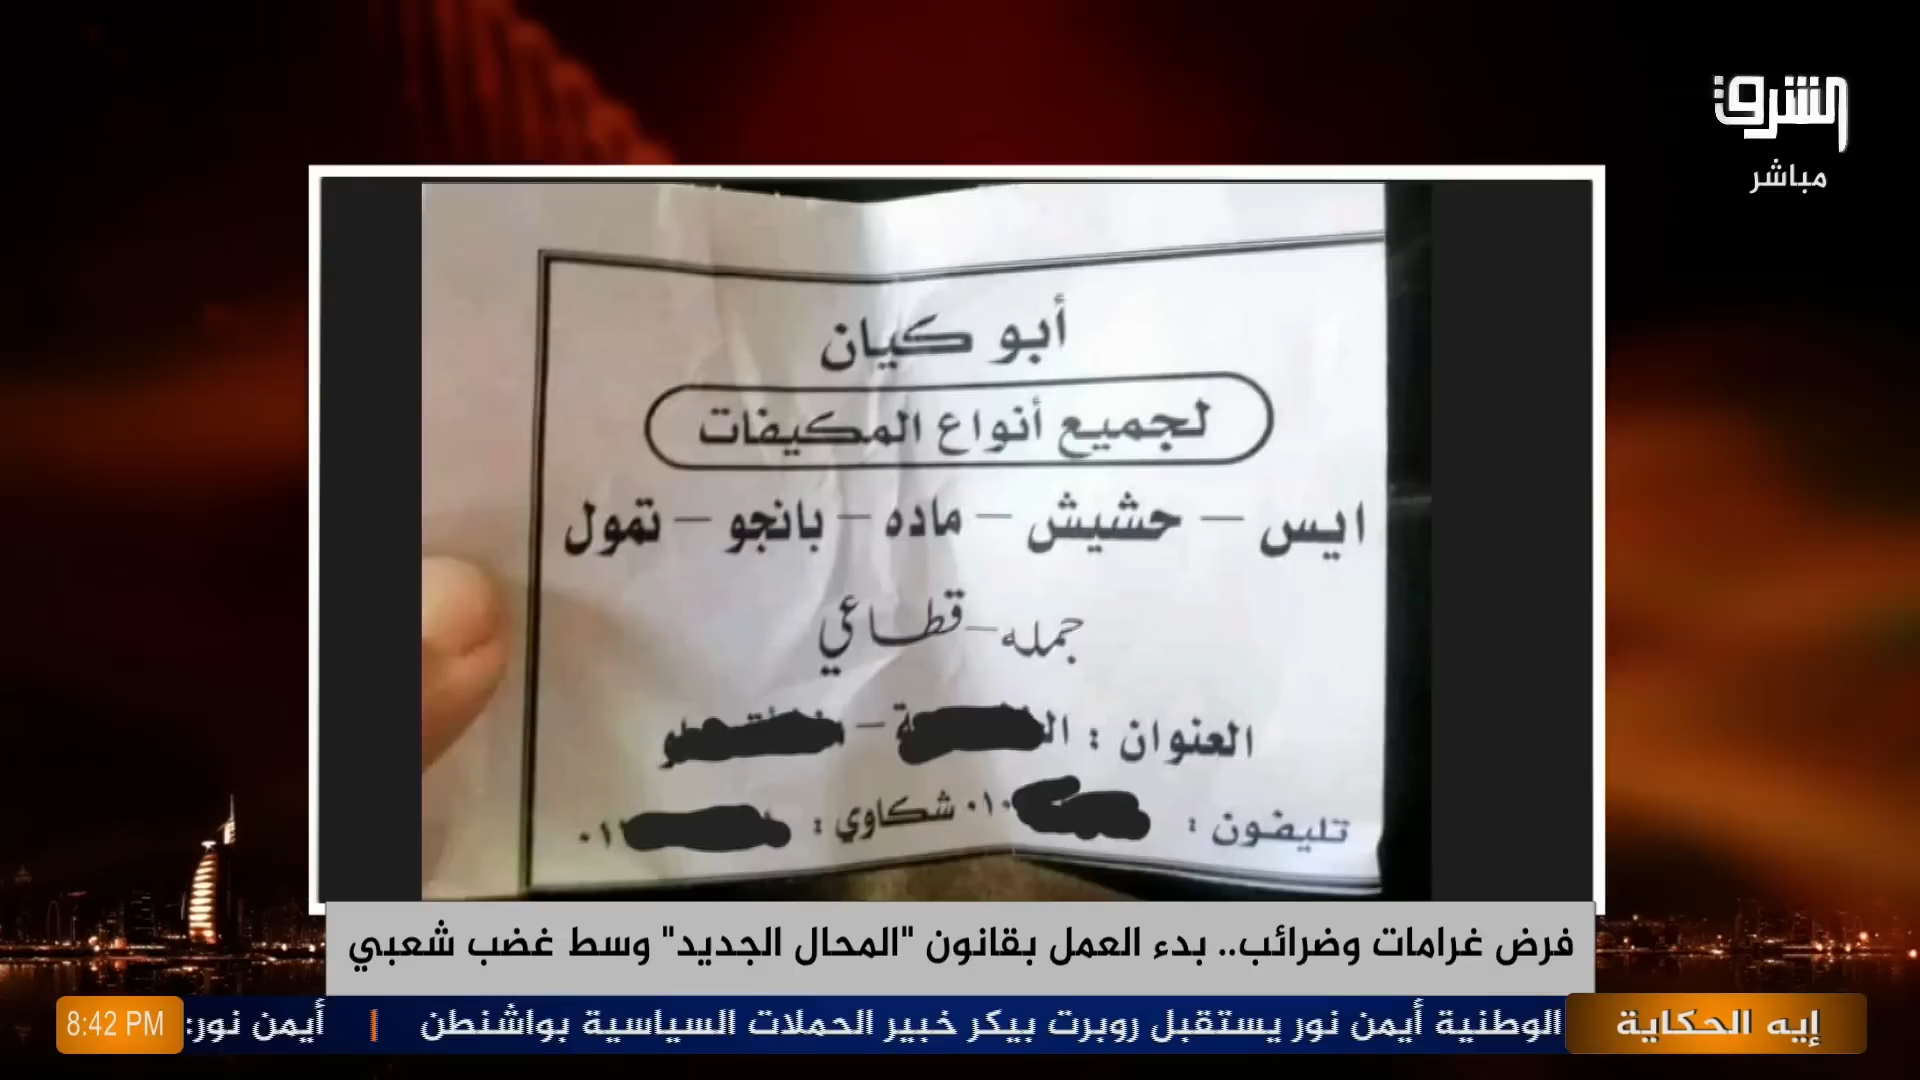 الشرق
مباشر
أبو كيان
لجميع أنواع المكيفات
ايس – حشيش – ماده – بانجو – تمول
جمله – قطاعي
العنوان :
تليفون : ٠١٠ شكاوي : ٠١
فرض غرامات وضرائب.. بدء العمل بقانون "المحال الجديد" وسط غضب شعبي
إيه الحكاية
الوطنية أيمن نور يستقبل روبرت بيكر خبير الحملات السياسية بواشنطن | أيمن نور:
8:42 PM